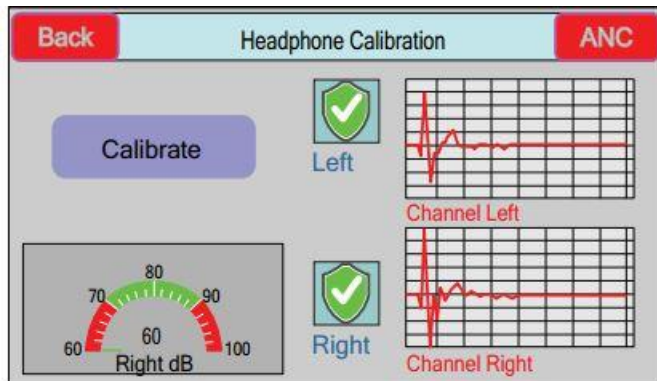 Back
Headphone Calibration
ANC
Calibrate
Left
Channel Left
80
70
90
60
60
100
Right dB
Right
Channel Right